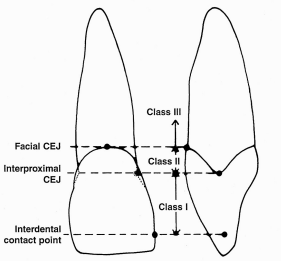 Class III
Facial CEJ
Class II
Interproximal
CEJ
Class I
Interdental
contact point